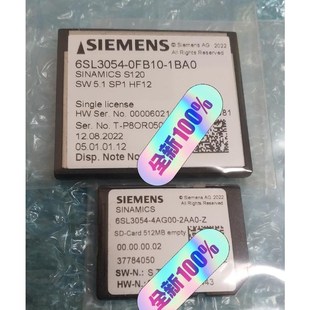 SIEMENS
© Siemens AG 2022
6SL3054-0FB10-1BA0
SINAMICS S120
SW 5.1 SP1 HF12
Single license
HW Ser. No. 00006021
Ser. No. T-P8OR050
12.08.2022
05.01.01.12
Disp. Note No
全新100%
SIEMENS
SINAMICS
6SL3054-4AG00-2AA0-Z
SD-Card 512MB empty
00.00.00.02
37784050
SW-N.: S
HW-N.:
43
全新100%